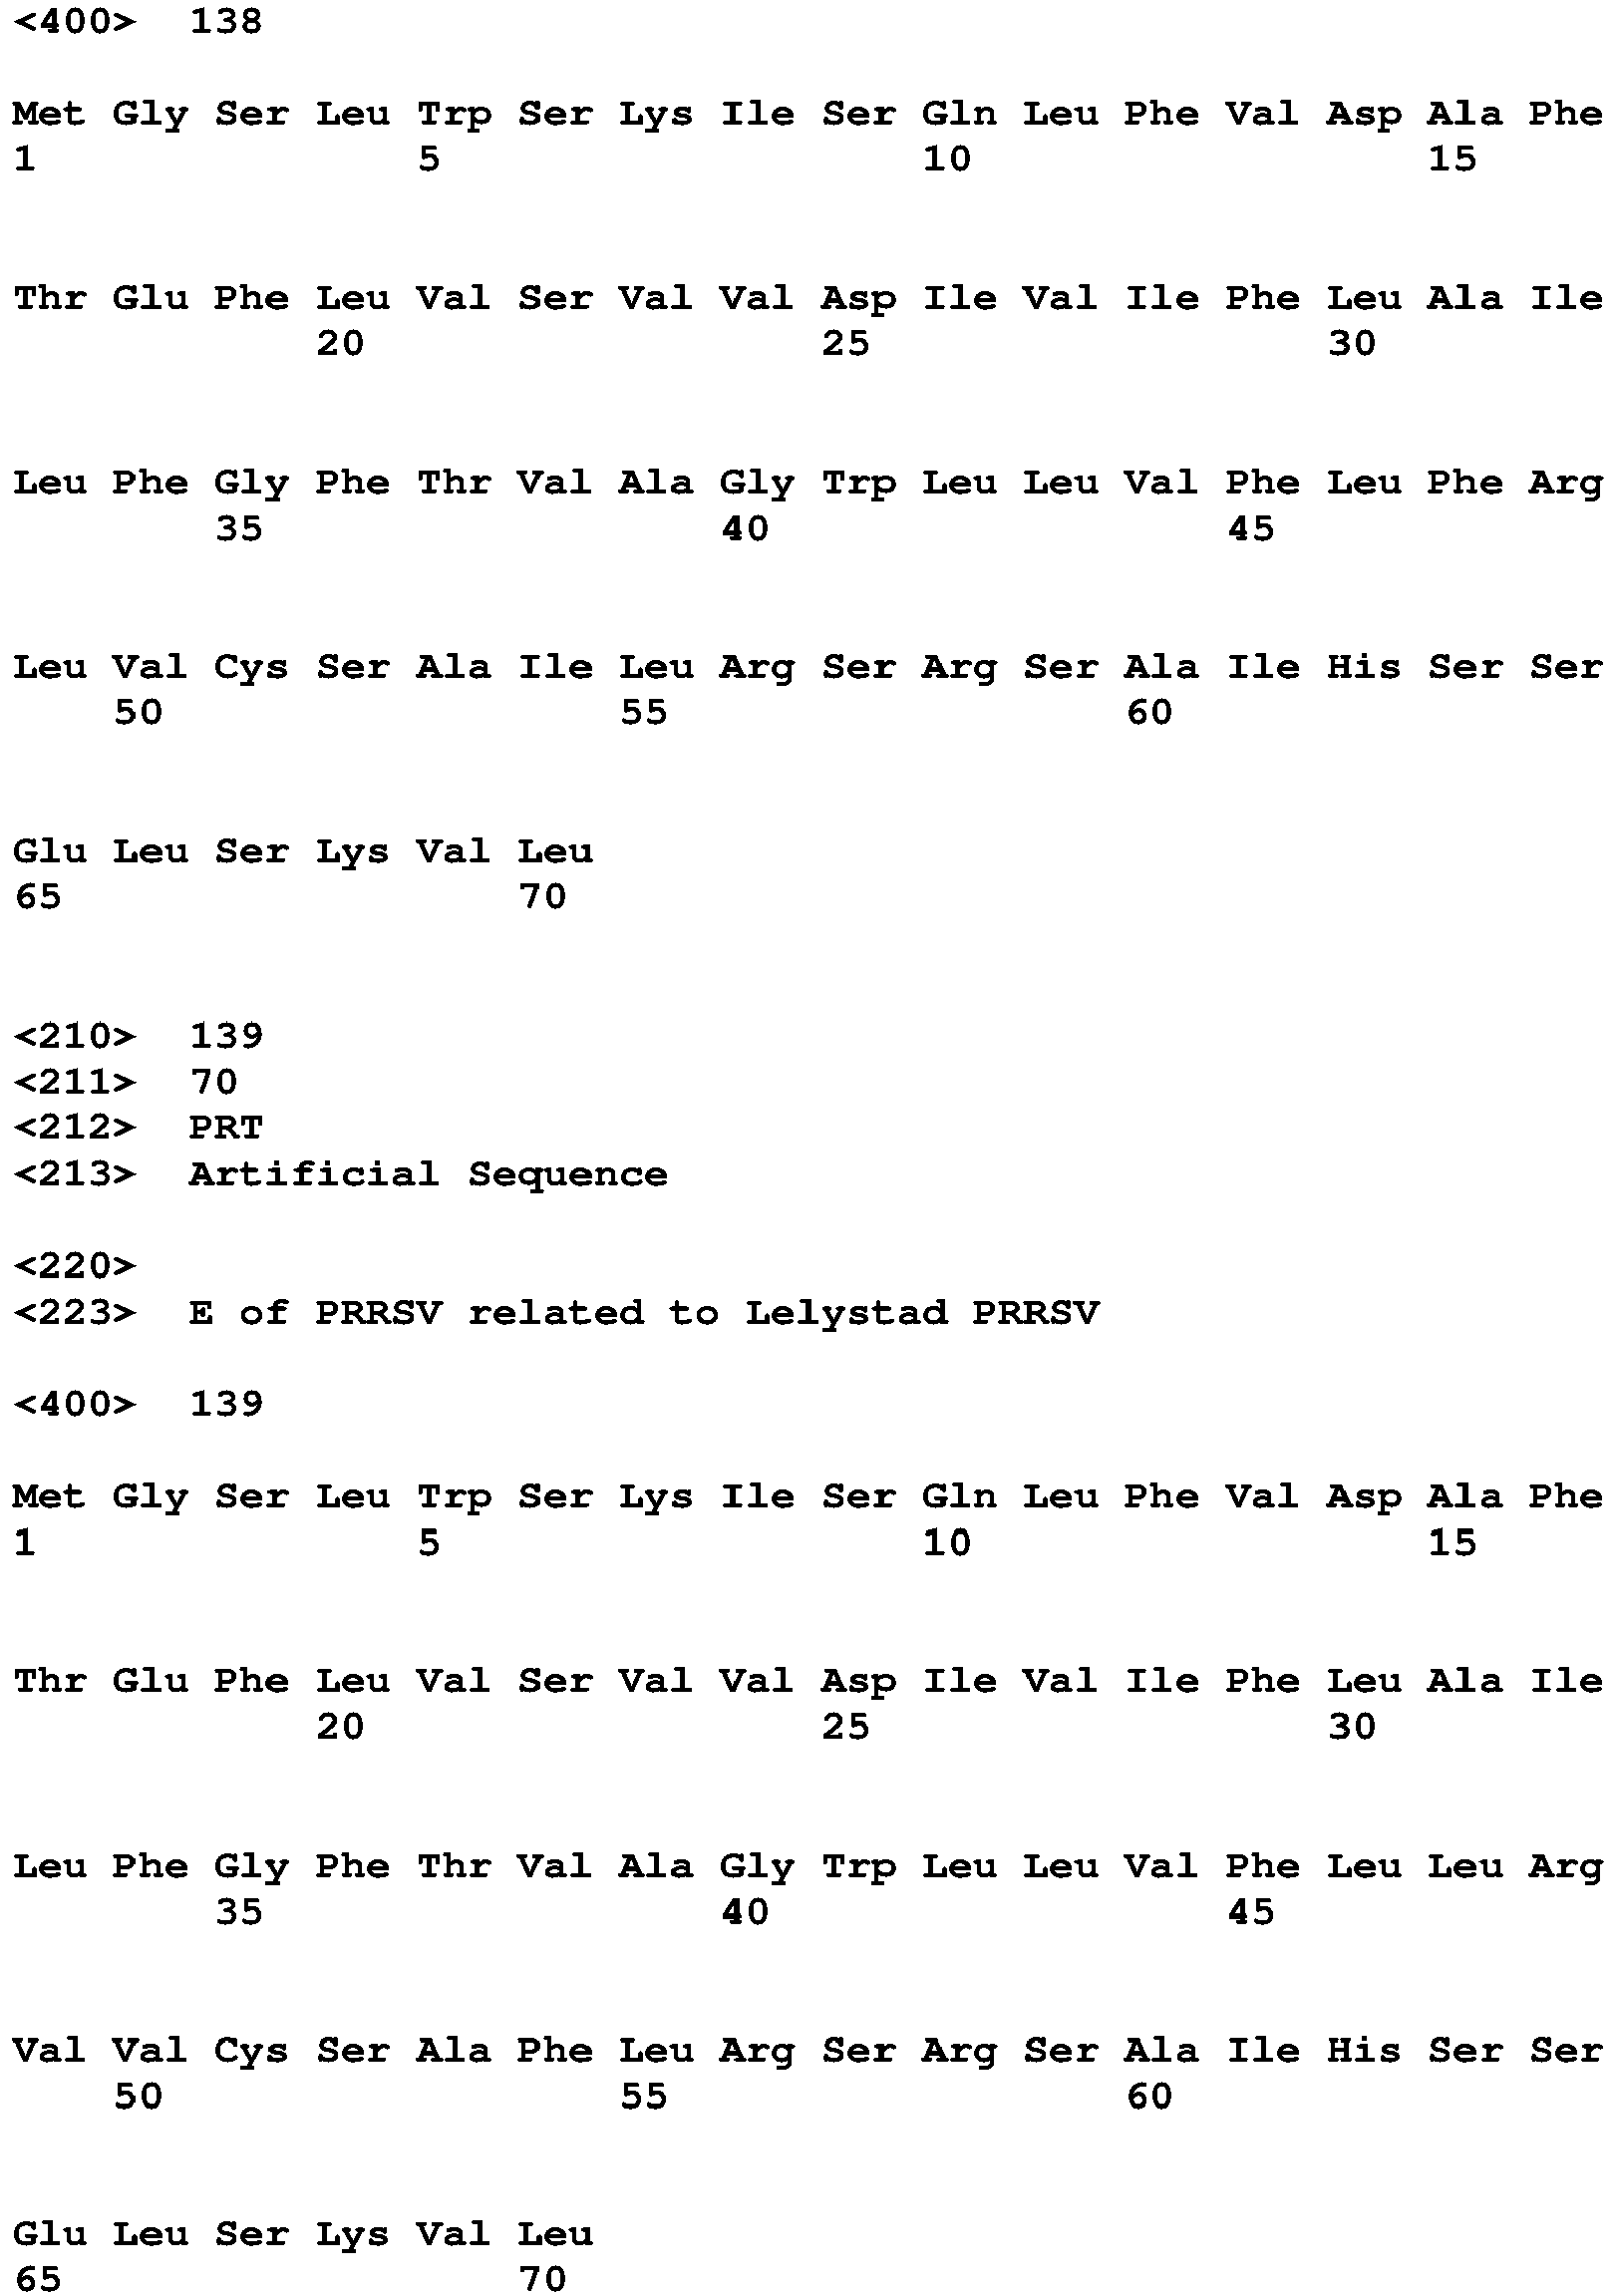 <400>  138
Met Gly Ser Leu Trp Ser Lys Ile Ser Gln Leu Phe Val Asp Ala Phe
1               5                   10                  15
Thr Glu Phe Leu Val Ser Val Val Asp Ile Val Ile Phe Leu Ala Ile
            20                  25                  30
Leu Phe Gly Phe Thr Val Ala Gly Trp Leu Leu Val Phe Leu Phe Arg
        35                  40                  45
Leu Val Cys Ser Ala Ile Leu Arg Ser Arg Ser Ala Ile His Ser Ser
    50                  55                  60
Glu Leu Ser Lys Val Leu
65                  70
<210>  139
<211>  70
<212>  PRT
<213>  Artificial Sequence
<220>
<223>  E of PRRSV related to Lelystad PRRSV
<400>  139
Met Gly Ser Leu Trp Ser Lys Ile Ser Gln Leu Phe Val Asp Ala Phe
1               5                   10                  15
Thr Glu Phe Leu Val Ser Val Val Asp Ile Val Ile Phe Leu Ala Ile
            20                  25                  30
Leu Phe Gly Phe Thr Val Ala Gly Trp Leu Leu Val Phe Leu Leu Arg
        35                  40                  45
Val Val Cys Ser Ala Phe Leu Arg Ser Arg Ser Ala Ile His Ser Ser
    50                  55                  60
Glu Leu Ser Lys Val Leu
65                  70